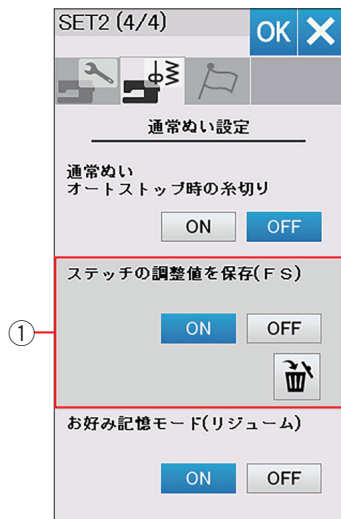 SET2 (4/4)
OK
通常ぬい設定
通常ぬい
オートストップ時の糸切り
ON OFF
ステッチの調整値を保存(FS)
①
ON OFF
お好み記憶モード(リジューム)
ON OFF